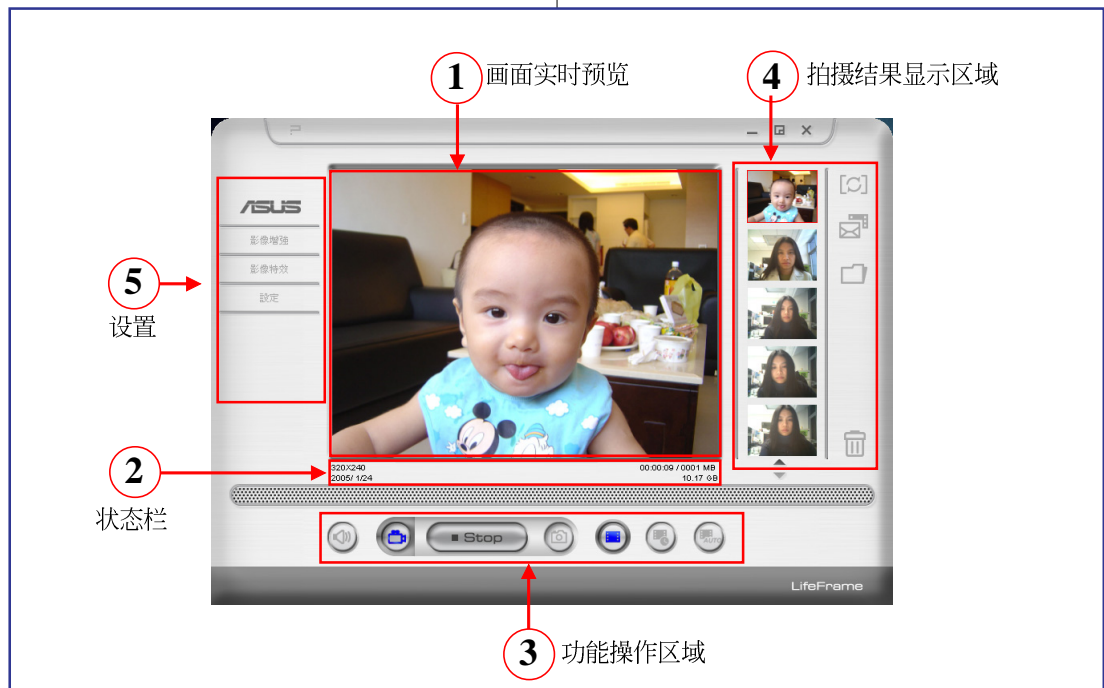 1 画面实时预览
4 拍摄结果显示区域
ASUS
影像增強
影像特效
設定
5
设置
2
状态栏
320X240
2005/ 1/24
00:00:09 / 0001 MB
10.17 GB
Stop
AUTO
LifeFrame
3 功能操作区域